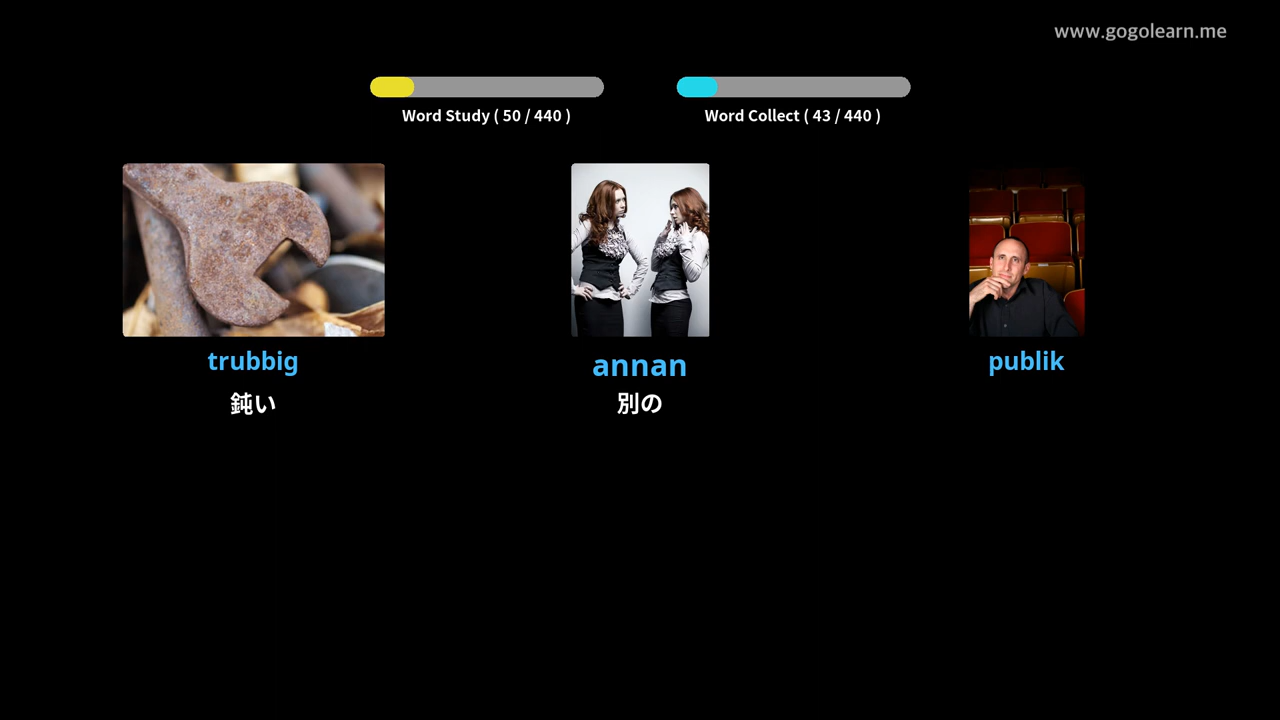 www.gogolearn.me
Word Study ( 50 / 440 )
Word Collect ( 43 / 440 )
trubbig
annan
publik
鈍い
別の